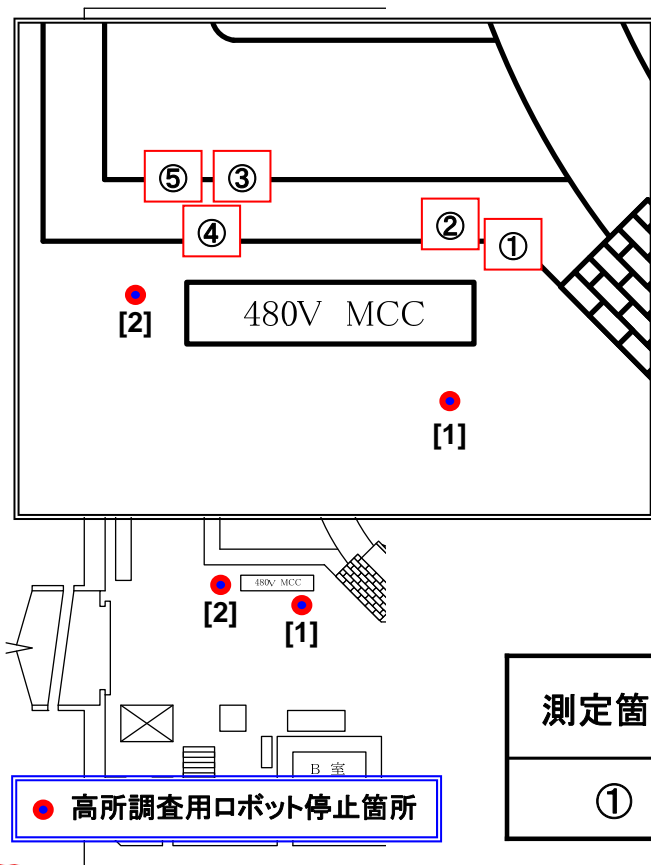 ⑤ ③
④
②
①
[2]
480V MCC
[1]
480V MCC
[2]
[1]
B 室
高所調査用ロボット停止箇所
測定箇
①